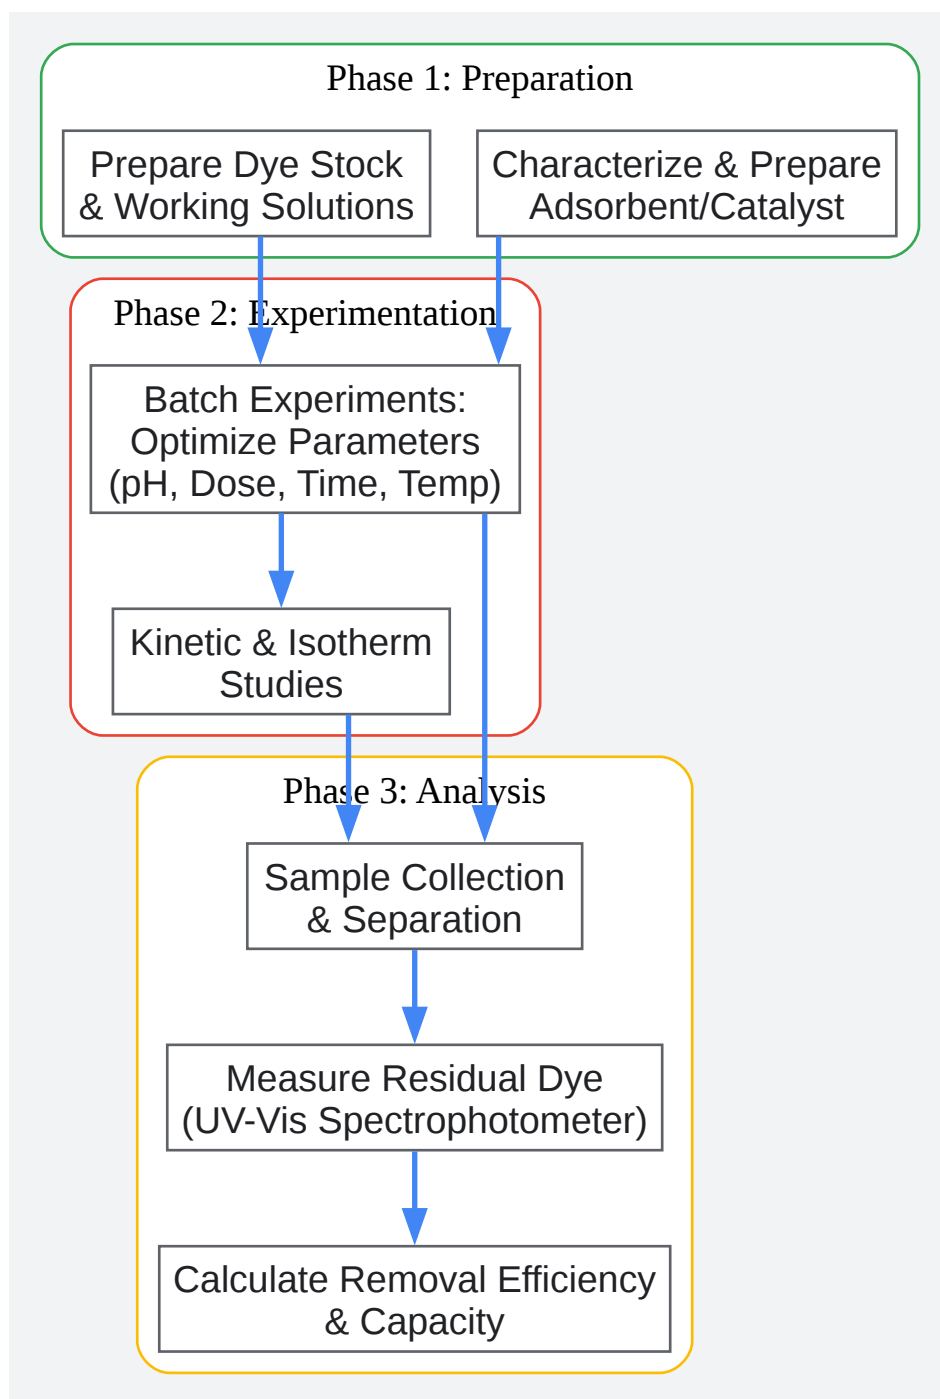 Phase 1: Preparation
Prepare Dye Stock
& Working Solutions
Characterize & Prepare
Adsorbent/Catalyst
Phase 2: Experimentation
Batch Experiments:
Optimize Parameters
(pH, Dose, Time, Temp)
Kinetic & Isotherm
Studies
Phase 3: Analysis
Sample Collection
& Separation
Measure Residual Dye
(UV-Vis Spectrophotometer)
Calculate Removal Efficiency
& Capacity